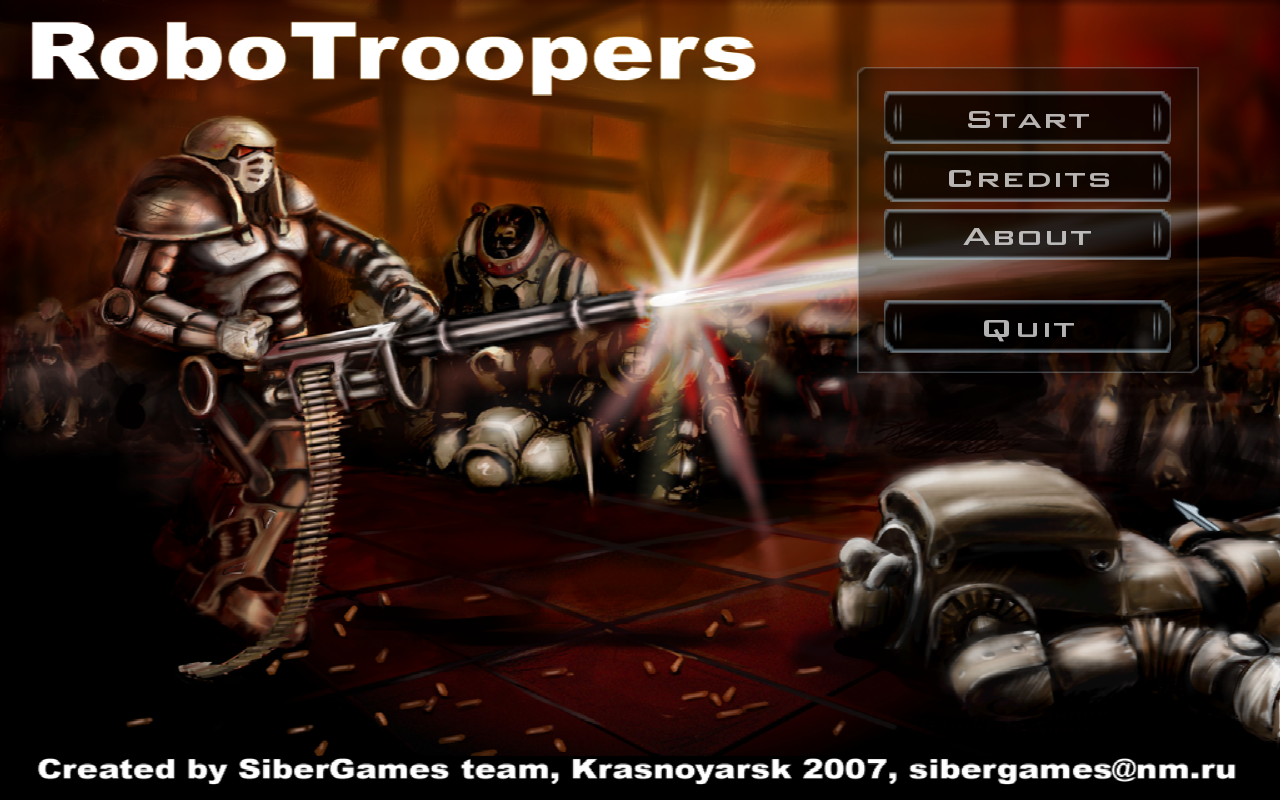 RoboTroopers
Start
Credits
About
Quit
Created by SiberGames team, Krasnoyarsk 2007, sibergames@nm.ru